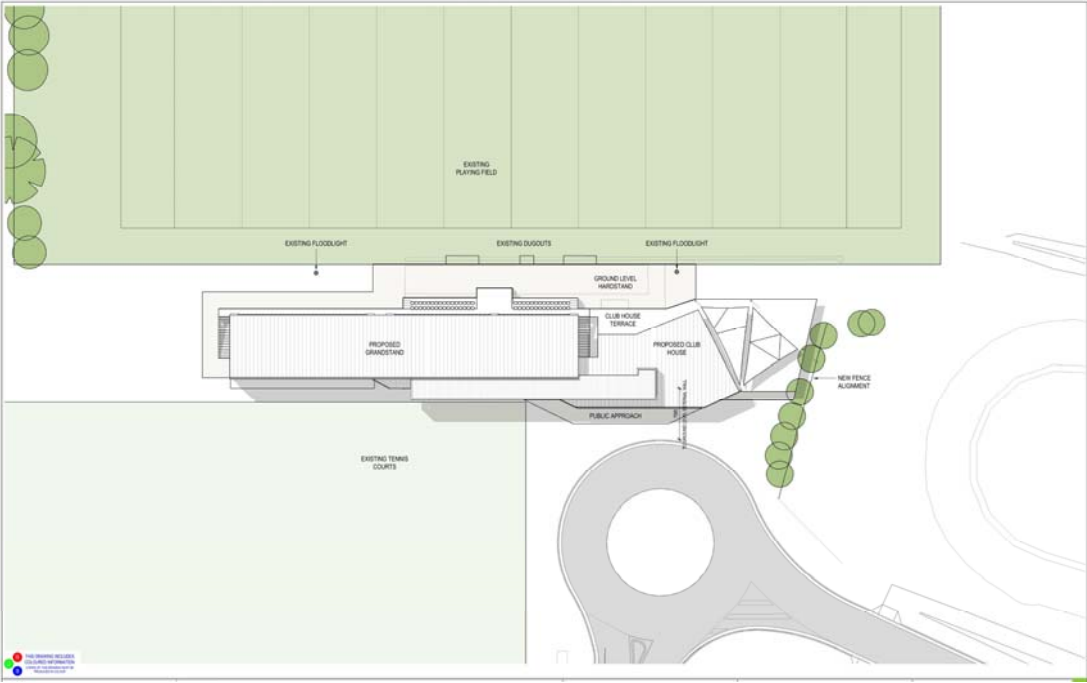 EXISTING
PLAYING FIELD
EXISTING FLOODLIGHT
EXISTING DUGOUTS
EXISTING FLOODLIGHT
GROUND LEVEL
HARDSTAND
CLUB HOUSE
TERRACE
PROPOSED
GRANDSTAND
PROPOSED CLUB
HOUSE
NEW FENCE
ALIGNMENT
PUBLIC APPROACH
EXISTING TENNIS
COURTS
THIS DRAWING INCLUDES
COLOURED INFORMATION